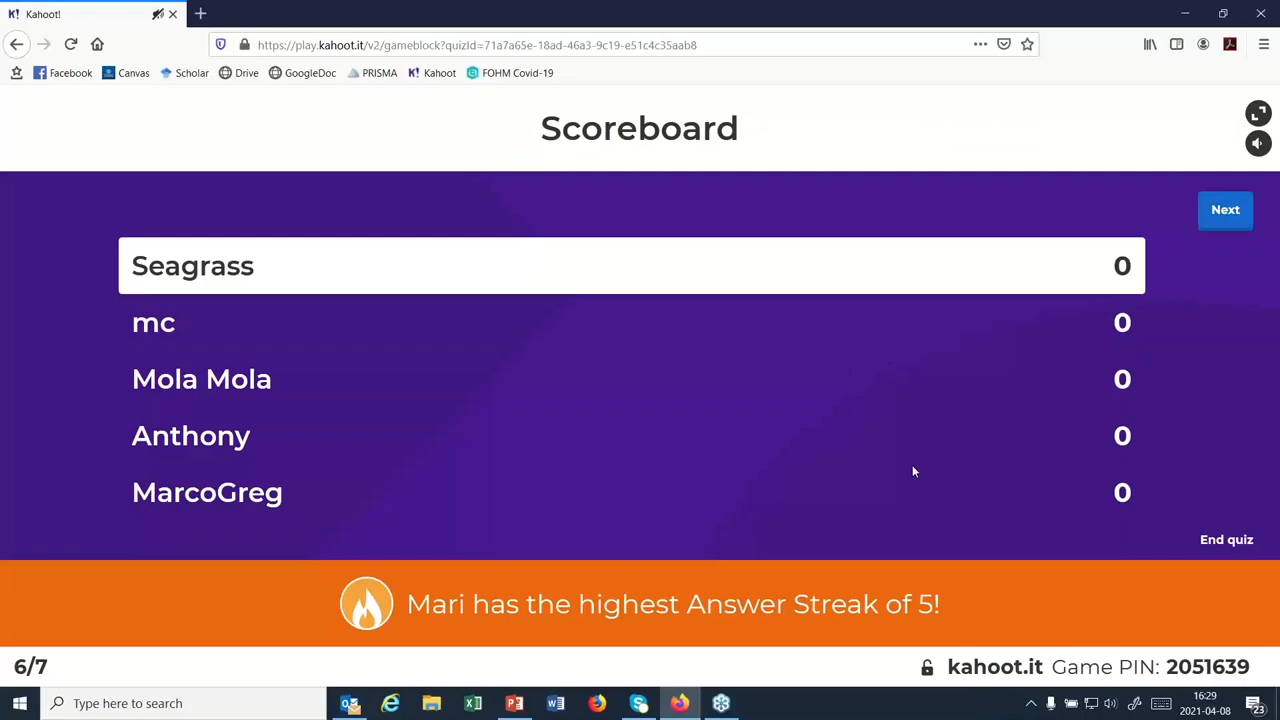 K! Kahoot!
https://play.kahoot.it/v2/gameblock?quizId=71a7a65e-18ad-46a3-9c19-e51c4c35aab8
Facebook Canvas Scholar Drive GoogleDoc PRISMA K! Kahoot FOHM Covid-19
Scoreboard
Next
Seagrass 0
mc 0
Mola Mola 0
Anthony 0
MarcoGreg 0
End quiz
Mari has the highest Answer Streak of 5!
6/7 kahoot.it Game PIN: 2051639
Type here to search
16:29
2021-04-08
23